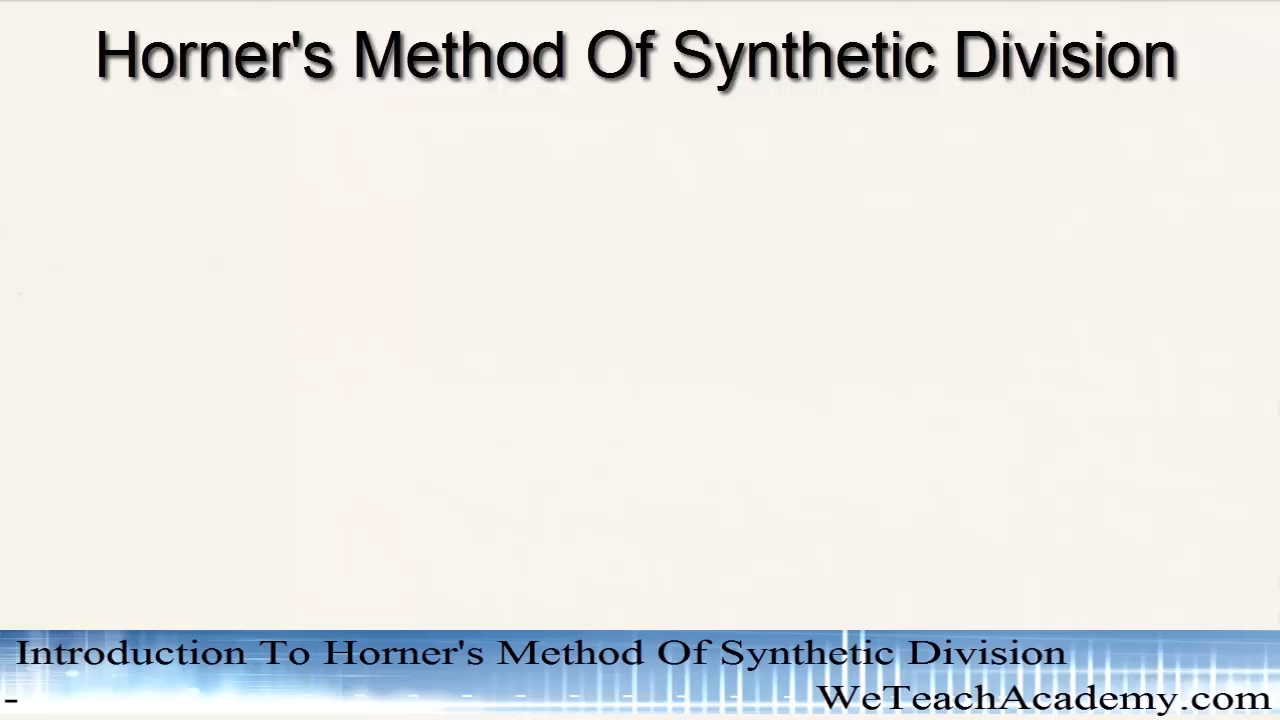 Horner's Method Of Synthetic Division
Introduction To Horner's Method Of Synthetic Division
- WeTeachAcademy.com